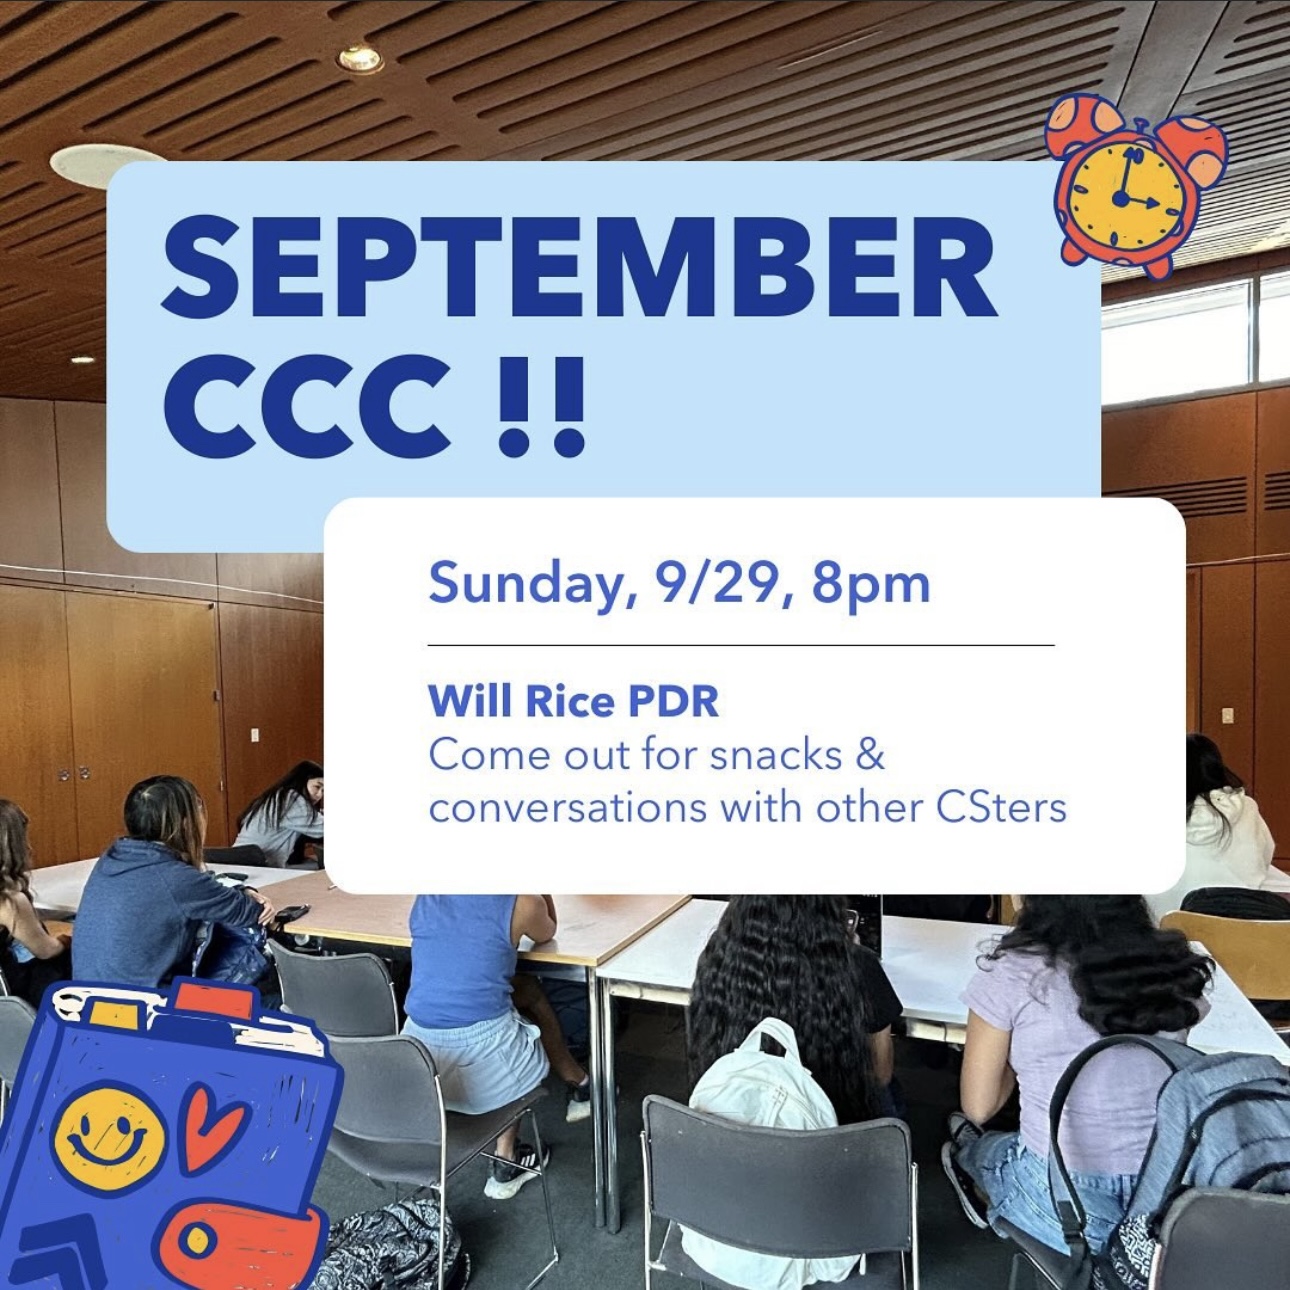 SEPTEMBER
CCC !!
Sunday, 9/29, 8pm
Will Rice PDR
Come out for snacks &
conversations with other CSters